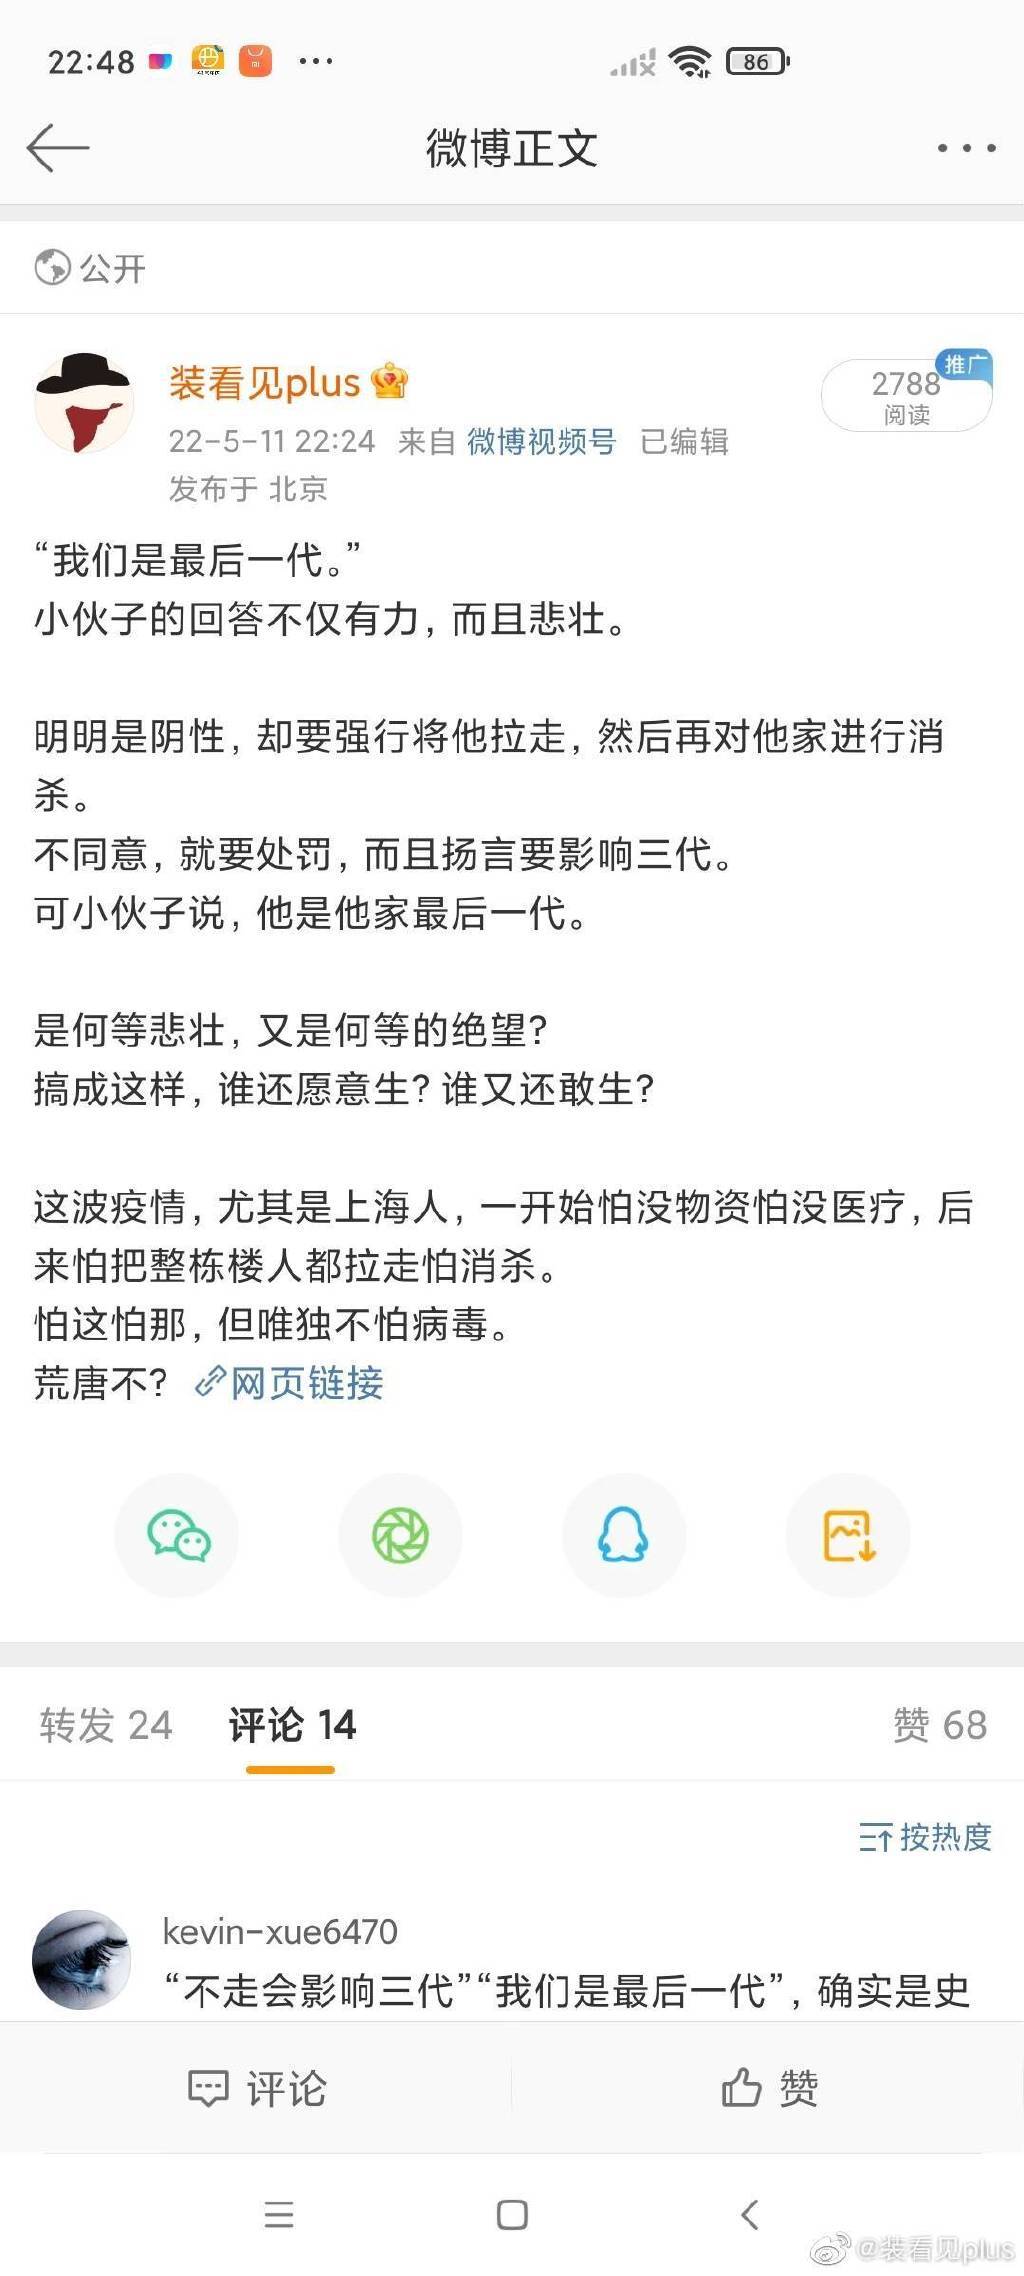 22:48
86
微博正文
公开
装看见plus
推广
2788
阅读
22-5-11 22:24 来自 微博视频号 已编辑
发布于 北京
“我们是最后一代。”
小伙子的回答不仅有力，而且悲壮。
明明是阴性，却要强行将他拉走，然后再对他家进行消
杀。
不同意，就要处罚，而且扬言要影响三代。
可小伙子说，他是他家最后一代。
是何等悲壮，又是何等的绝望？
搞成这样，谁还愿意生？谁又还敢生？
这波疫情，尤其是上海人，一开始怕没物资怕没医疗，后
来怕把整栋楼人都拉走怕消杀。
怕这怕那，但唯独不怕病毒。
荒唐不？ 网页链接
转发 24 评论 14 赞 68
按热度
kevin-xue6470
“不走会影响三代”“我们是最后一代”，确实是史
评论 赞
@装看见plus